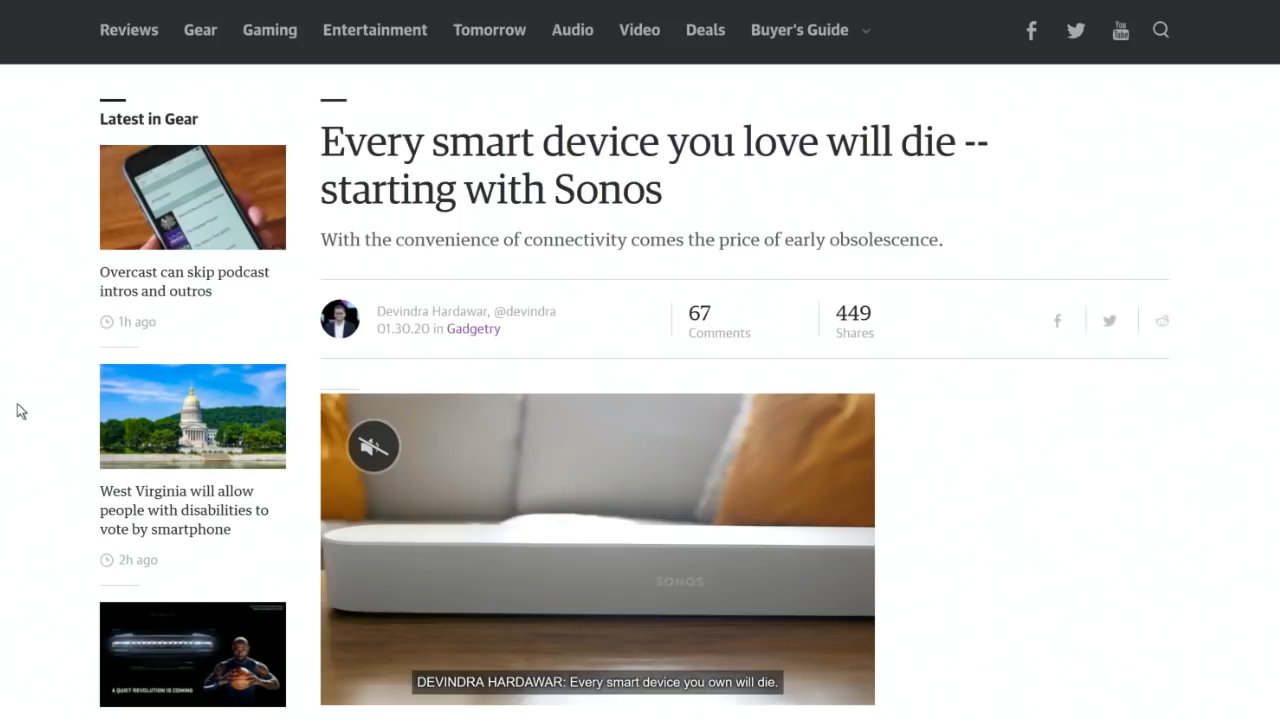 Reviews Gear Gaming Entertainment Tomorrow Audio Video Deals Buyer's Guide
You
Tube
Latest in Gear
Overcast can skip podcast
intros and outros
1h ago
West Virginia will allow
people with disabilities to
vote by smartphone
2h ago
A QUIET REVOLUTION IS COMING
Every smart device you love will die --
starting with Sonos
With the convenience of connectivity comes the price of early obsolescence.
Devindra Hardawar, @devindra
01.30.20 in Gadgetry
67
Comments
449
Shares
SONOS
DEVINDRA HARDAWAR: Every smart device you own will die.